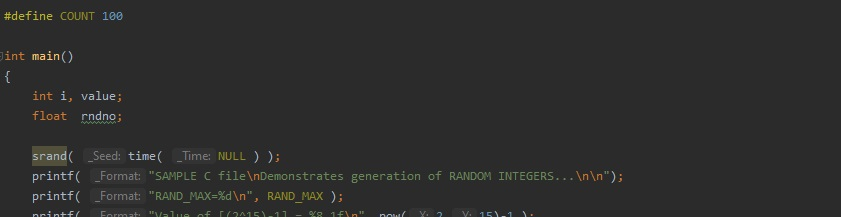 #define COUNT 100
int main()
{
int i, value;
float rndno;
srand( _Seed: time( _Time: NULL ) );
printf( _Format: "SAMPLE C file\nDemonstrates generation of RANDOM INTEGERS...\n\n");
printf( _Format: "RAND_MAX=%d\n", RAND_MAX );
printf( _Format: "Value of [(2^15)-1] = %8.1f\n", pow( _X: 2, _Y: 15)-1 );